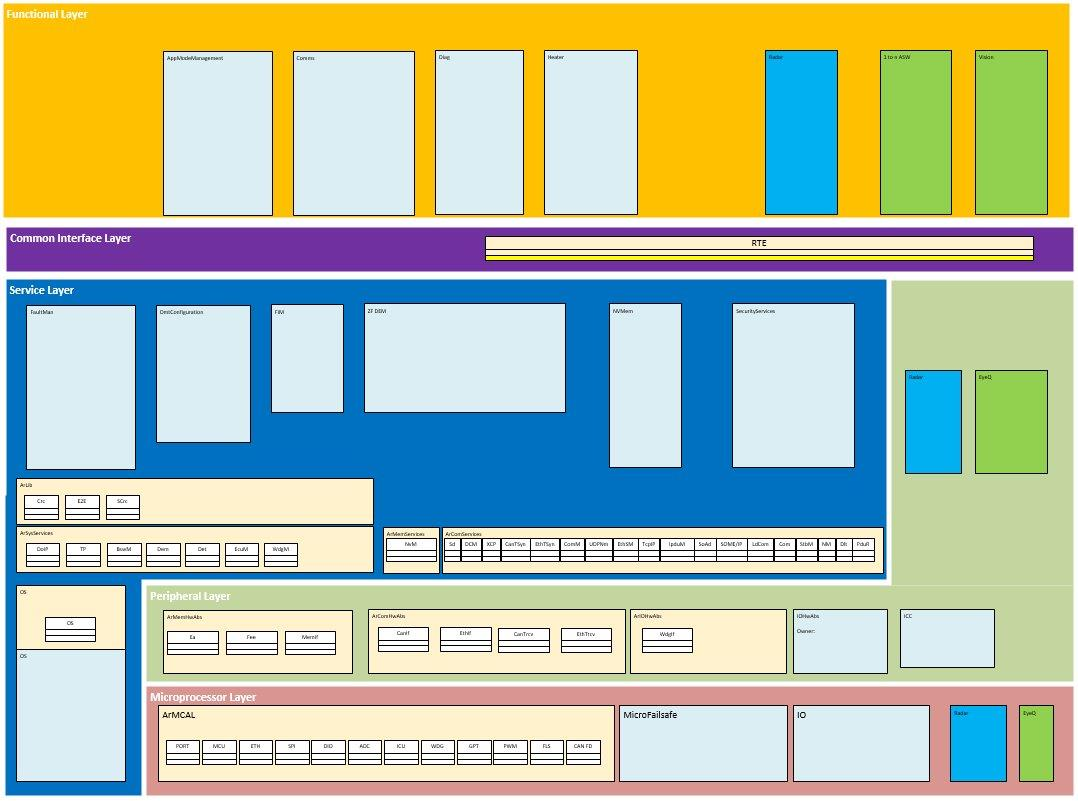 Functional Layer
AppModeManagement
Comms
Diag
Heater
Radar
1 to n ASW
Vision
Common Interface Layer
RTE
Service Layer
FaultMan
OmtConfiguration
FIM
ZF DEM
NVMem
SecurityServices
Radar
EyeQ
ArLib
Crc
E2E
SCrc
ArSysServices
DoIP
TP
BswM
Dem
Det
EcuM
WdgM
ArMemServices
NvM
ArComServices
Sd
DCM
XCP
CanTSyn
EthTSyn
ComM
UDPNm
EthSM
TcpIP
IpduM
SoAd
SOME/IP
LdCom
Com
StbM
NM
Dlt
PduR
OS
OS
OS
Peripheral Layer
ArMemHwAbs
Ea
Fee
MemIf
ArComHwAbs
CanIf
EthIf
CanTrcv
EthTrcv
ArIOHwAbs
WdgIf
IOHwAbs
Owner:
ICC
Microprocessor Layer
ArMCAL
PORT
MCU
ETH
SPI
DIO
ADC
ICU
WDG
GPT
PWM
FLS
CAN FD
MicroFailsafe
IO
Radar
EyeQ